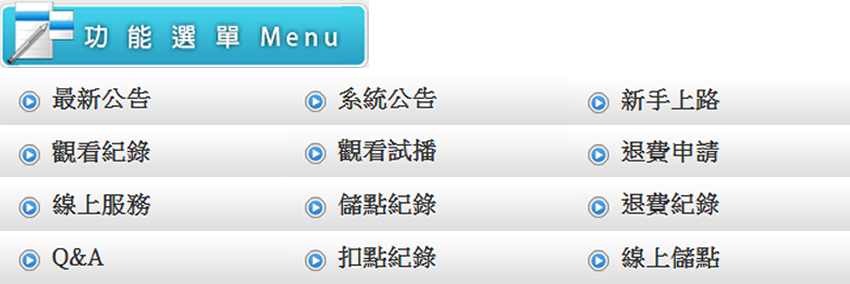 功能選單 Menu
最新公告 系統公告 新手上路
觀看紀錄 觀看試播 退費申請
線上服務 儲點紀錄 退費紀錄
Q&A 扣點紀錄 線上儲點